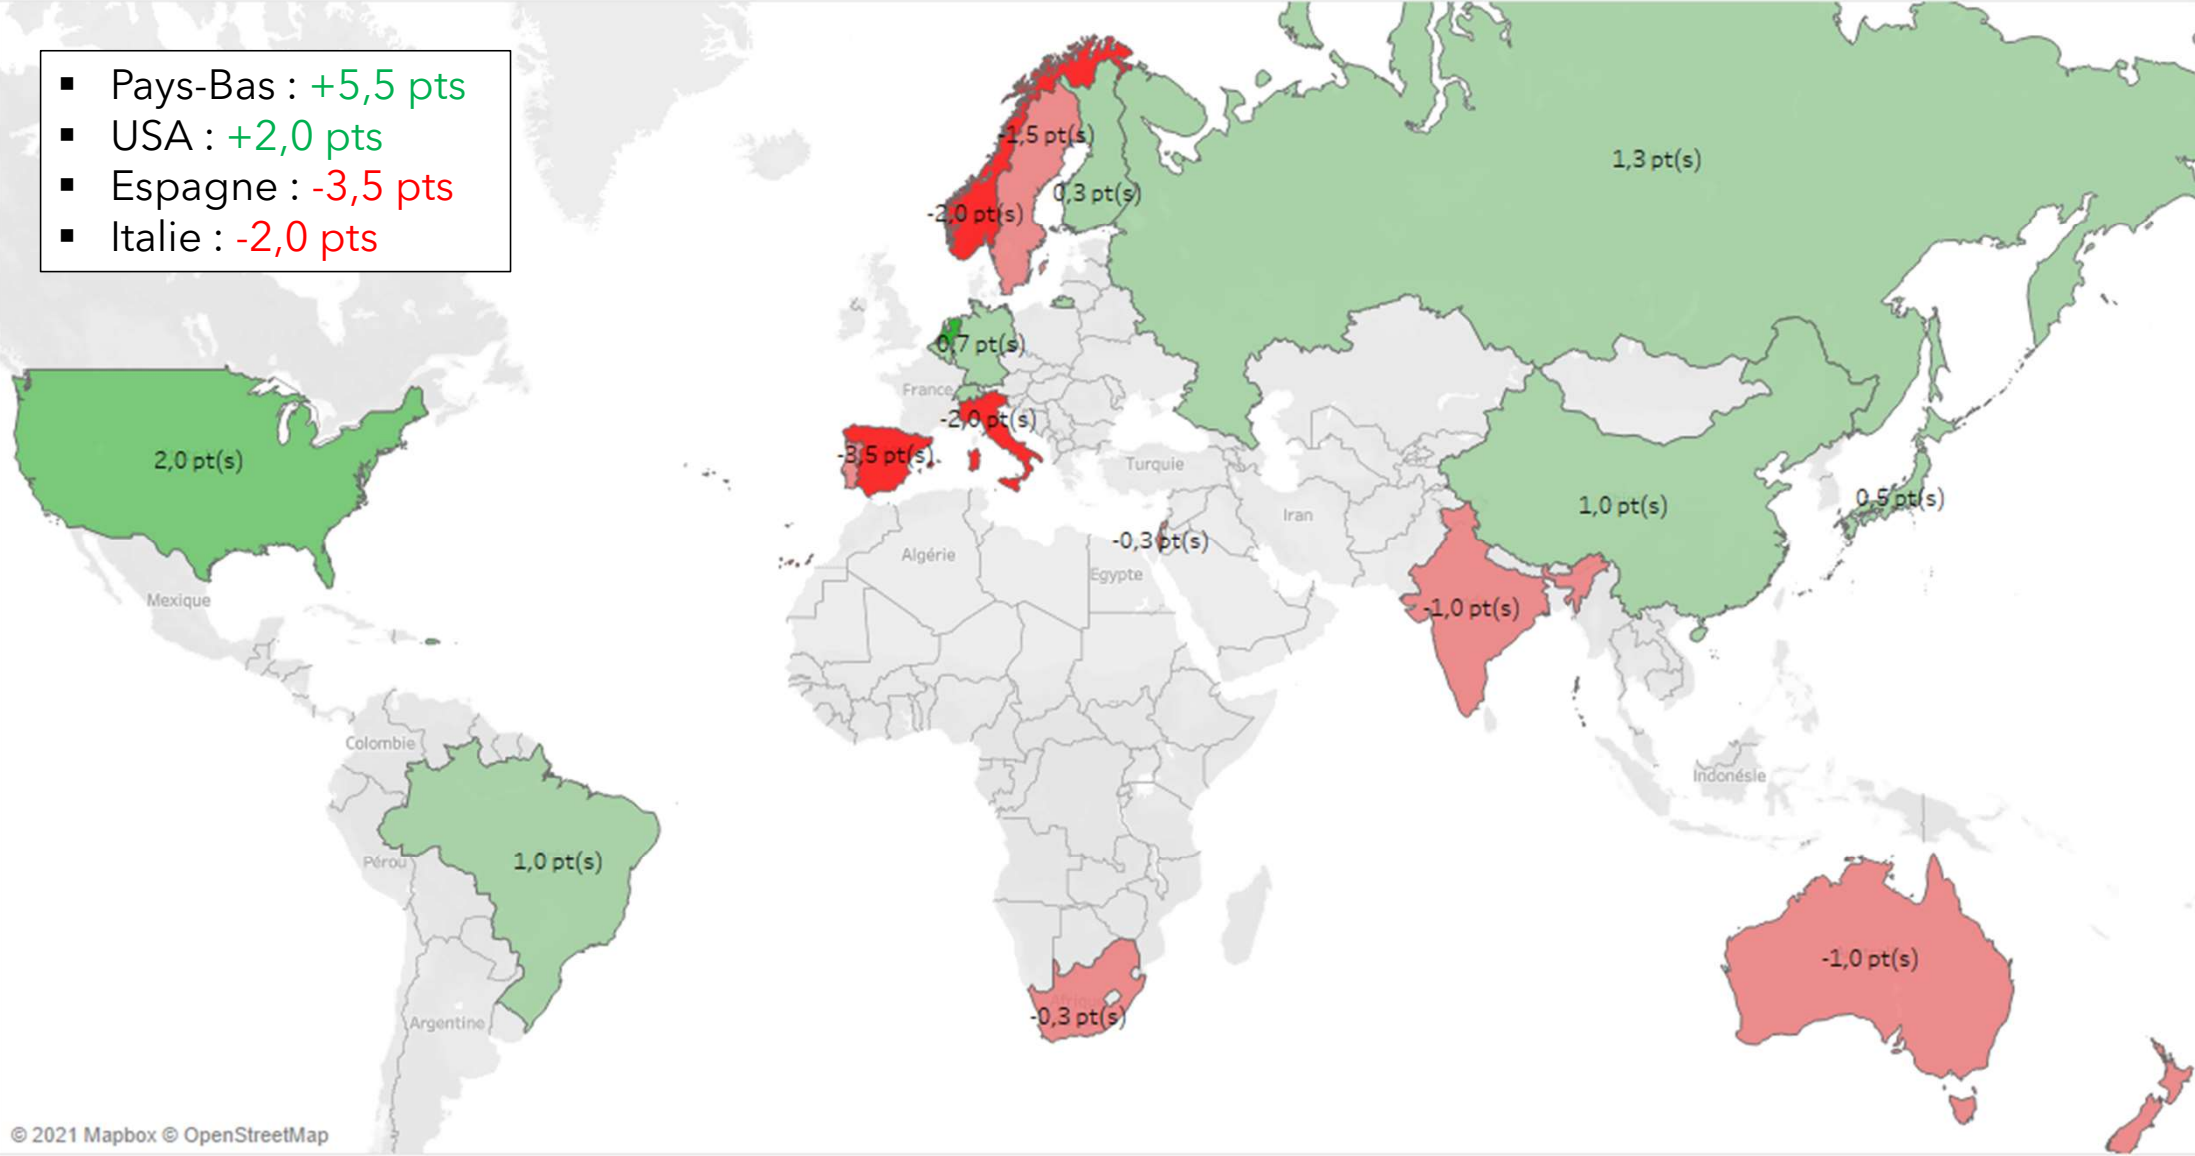 ▪ Pays-Bas : +5,5 pts
▪ USA : +2,0 pts
▪ Espagne : -3,5 pts
▪ Italie : -2,0 pts
-1,5 pt(s)
1,3 pt(s)
0,3 pt(s)
-2,0 pt(s)
0,7 pt(s)
France
-2,0 pt(s)
2,0 pt(s)
-3,5 pt(s)
Turquie
0,5 pt(s)
1,0 pt(s)
Iran
-0,3 pt(s)
Algérie
Egypte
Mexique
-1,0 pt(s)
Colombie
Indonésie
Pérou
1,0 pt(s)
-1,0 pt(s)
Afrique
-0,3 pt(s)
Argentine
© 2021 Mapbox © OpenStreetMap